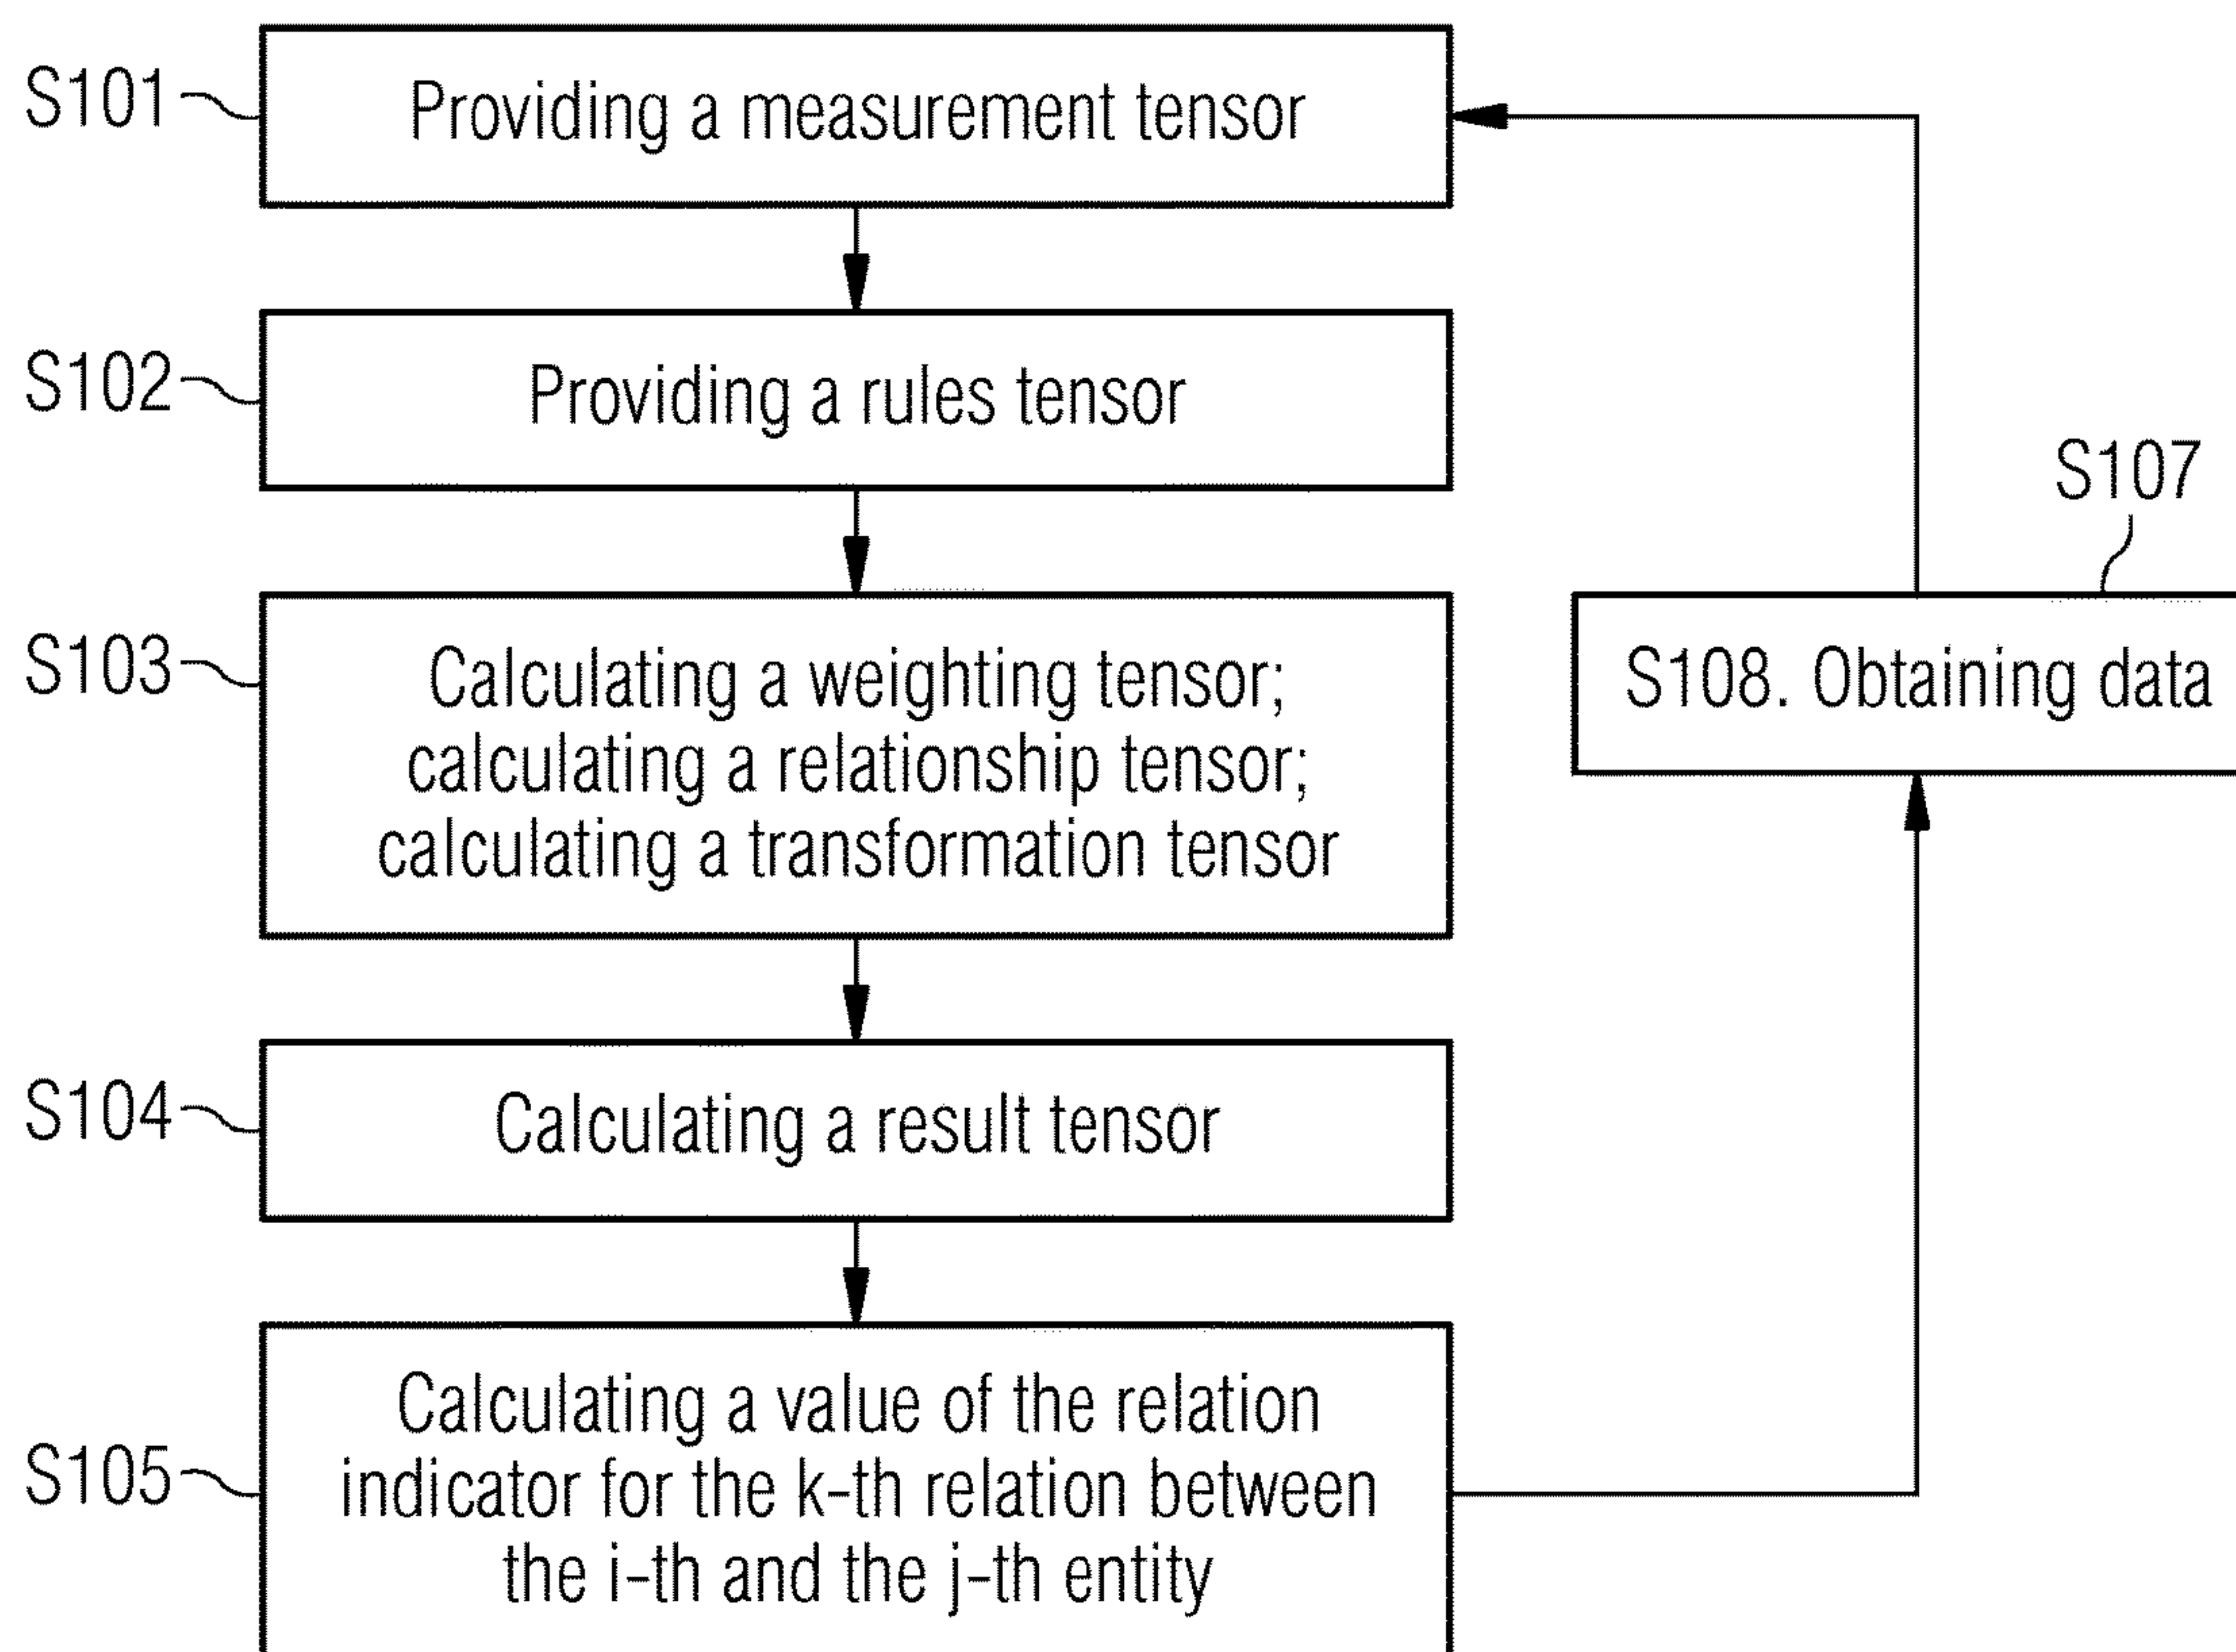 S101
Providing a measurement tensor
S102
Providing a rules tensor
S107
S103
Calculating a weighting tensor;
calculating a relationship tensor;
calculating a transformation tensor
S108. Obtaining data
S104
Calculating a result tensor
S105
Calculating a value of the relation
indicator for the k-th relation between
the i-th and the j-th entity